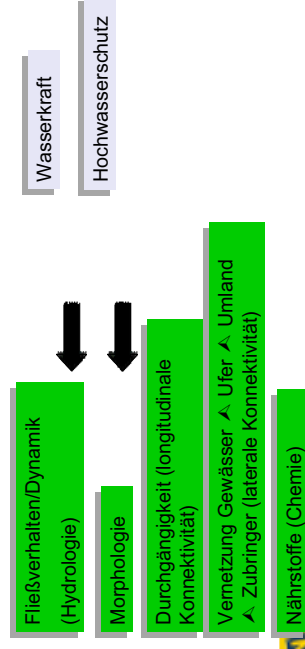 Wasserkraft
Hochwasserschutz
Fließverhalten/Dynamik
(Hydrologie)
Morphologie
Durchgängigkeit (longitudinale
Konnektivität)
Vernetzung Gewässer ➢ Ufer ➢ Umland
➢ Zubringer (laterale Konnektivität)
Nährstoffe (Chemie)